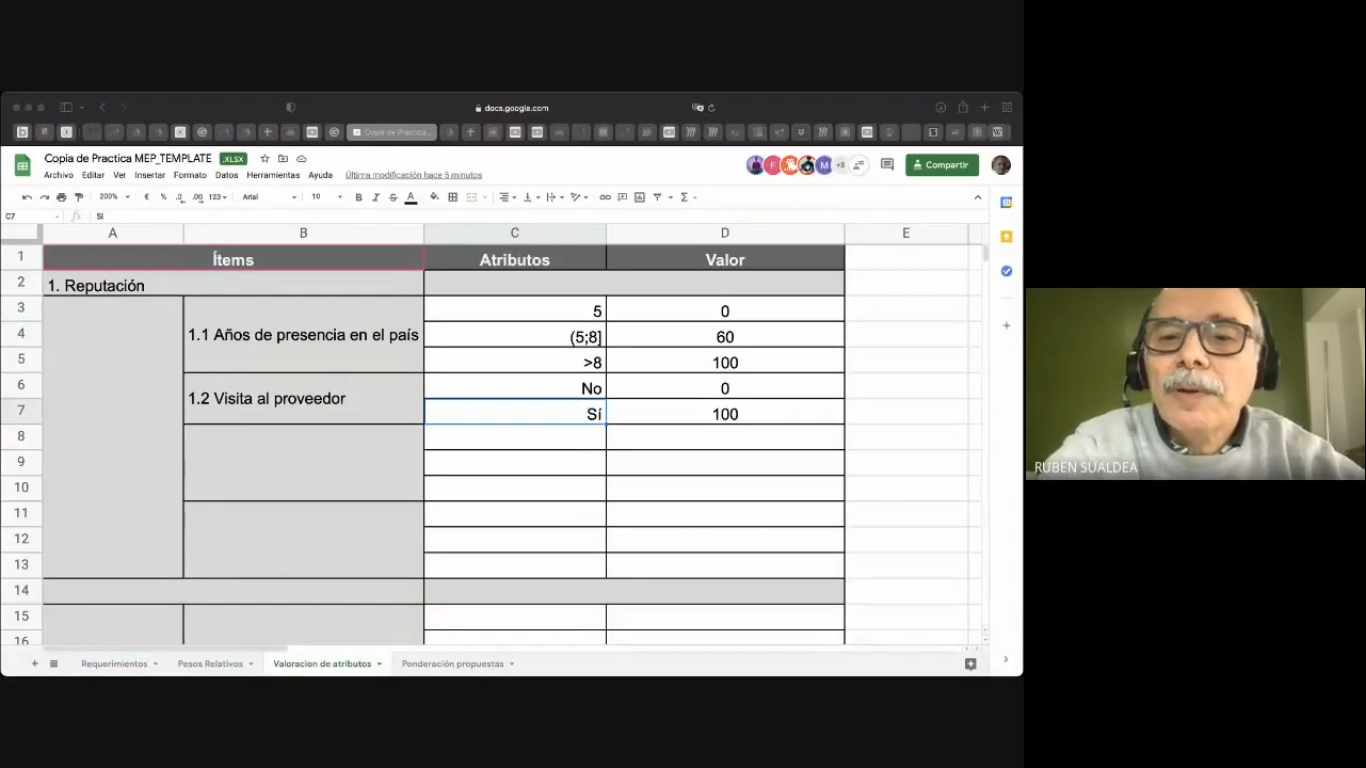 docs.google.com
Copia de Practica...
Copia de Practica MEP_TEMPLATE .XLSX
Archivo Editar Ver Insertar Formato Datos Herramientas Ayuda Última modificación hace 5 minutos
+3
Compartir
200% € % .0 .00 123 Arial 10 B I S A
C7 fx Sí
A B C D E
1 Ítems Atributos Valor
2 1. Reputación
3 5 0
4 1.1 Años de presencia en el país (5;8] 60
5 >8 100
6 No 0
1.2 Visita al proveedor
7 Sí 100
8
9
10
11
12
13
14
15
16
RUBEN SUALDEA
Requerimientos Pesos Relativos Valoracion de atributos Ponderación propuestas